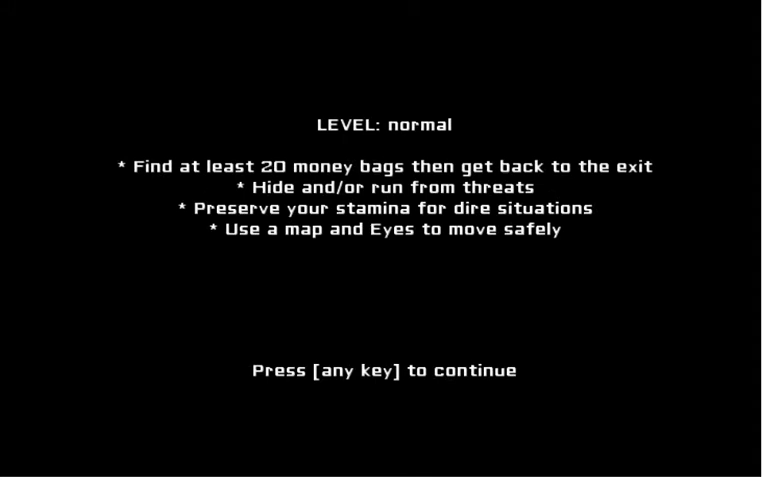 LEVEL: normal
* Find at least 20 money bags then get back to the exit
* Hide and/or run from threats
* Preserve your stamina for dire situations
* Use a map and Eyes to move safely
Press [any key] to continue